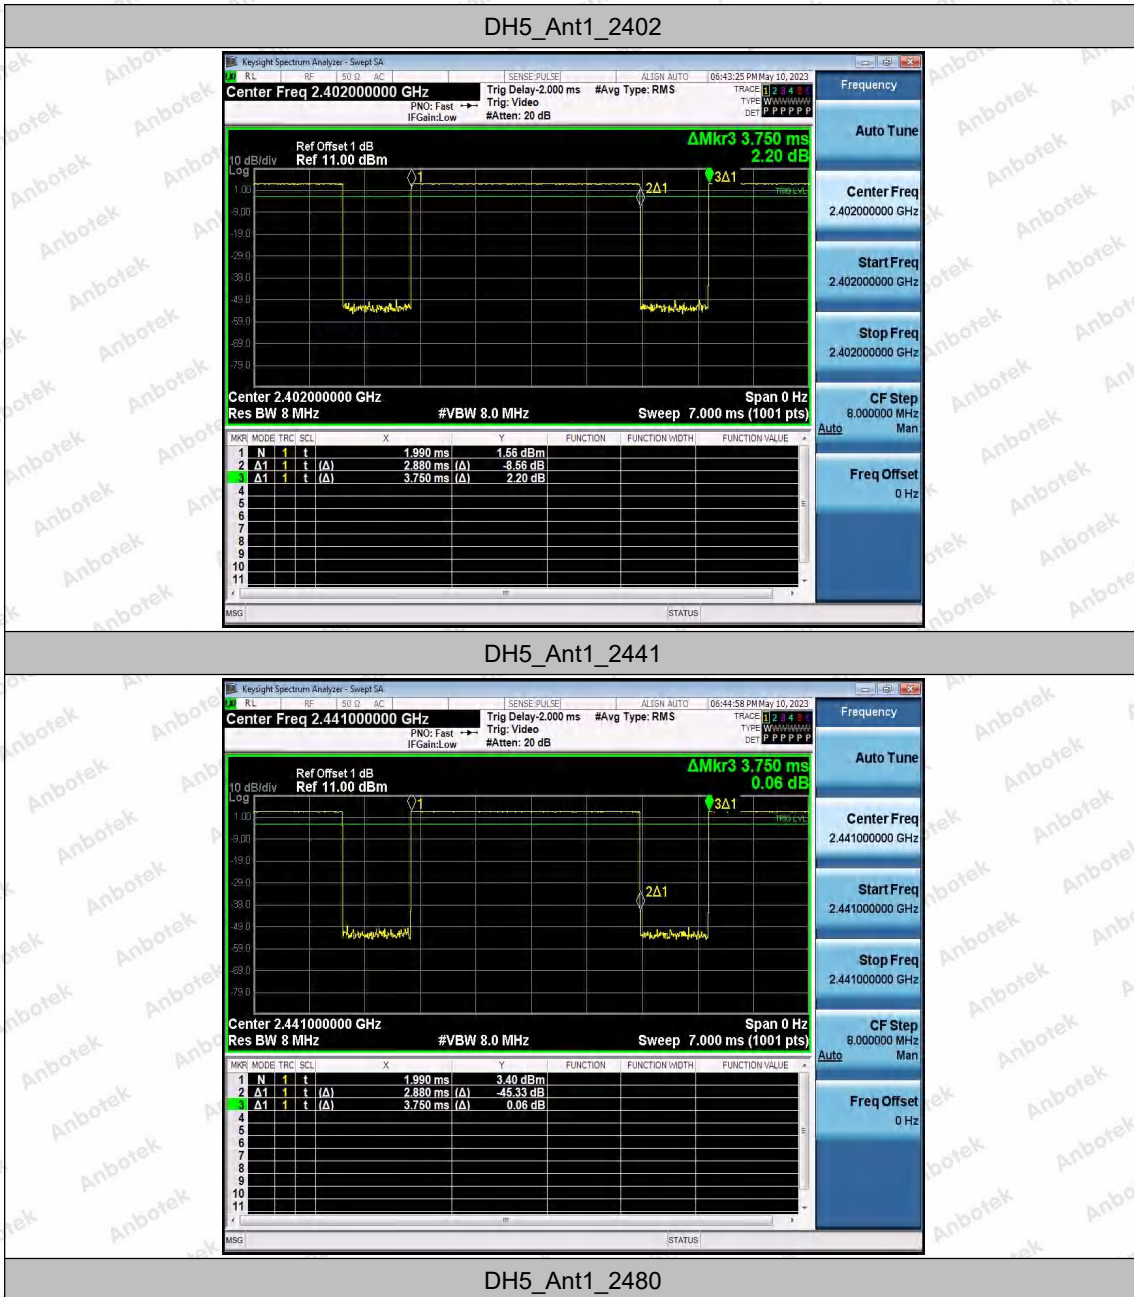 DH5_Ant1_2402
Keysight Spectrum Analyzer - Swept SA
RL RF 50 Ω AC SENSE:PULSE ALIGN AUTO 06:43:25 PM May 10, 2023
Center Freq 2.402000000 GHz Trig Delay-2.000 ms #Avg Type: RMS TRACE 1 2 3 4 5 6
PNO: Fast Trig: Video TYPE WWWWWW
IFGain:Low #Atten: 20 dB DET P P P P P P
Frequency
Auto Tune
Center Freq
2.402000000 GHz
Start Freq
2.402000000 GHz
Stop Freq
2.402000000 GHz
CF Step
8.000000 MHz
Auto Man
Freq Offset
0 Hz
ΔMkr3 3.750 ms
2.20 dB
Ref Offset 1 dB
10 dB/div Ref 11.00 dBm
Log
1 2Δ1 3Δ1
TRIG LVL
1.00
-9.00
-19.0
-29.0
-39.0
-49.0
-59.0
-69.0
-79.0
Center 2.402000000 GHz Span 0 Hz
Res BW 8 MHz #VBW 8.0 MHz Sweep 7.000 ms (1001 pts)
MKR MODE TRC SCL X Y FUNCTION FUNCTION WIDTH FUNCTION VALUE
1 N 1 t 1.990 ms 1.56 dBm
2 Δ1 1 t (Δ) 2.880 ms (Δ) -8.56 dB
3 Δ1 1 t (Δ) 3.750 ms (Δ) 2.20 dB
4
5
6
7
8
9
10
11
MSG STATUS
DH5_Ant1_2441
Keysight Spectrum Analyzer - Swept SA
RL RF 50 Ω AC SENSE:PULSE ALIGN AUTO 06:44:58 PM May 10, 2023
Center Freq 2.441000000 GHz Trig Delay-2.000 ms #Avg Type: RMS TRACE 1 2 3 4 5 6
PNO: Fast Trig: Video TYPE WWWWWW
IFGain:Low #Atten: 20 dB DET P P P P P P
Frequency
Auto Tune
Center Freq
2.441000000 GHz
Start Freq
2.441000000 GHz
Stop Freq
2.441000000 GHz
CF Step
8.000000 MHz
Auto Man
Freq Offset
0 Hz
ΔMkr3 3.750 ms
0.06 dB
Ref Offset 1 dB
10 dB/div Ref 11.00 dBm
Log
1 2Δ1 3Δ1
TRIG LVL
1.00
-9.00
-19.0
-29.0
-39.0
-49.0
-59.0
-69.0
-79.0
Center 2.441000000 GHz Span 0 Hz
Res BW 8 MHz #VBW 8.0 MHz Sweep 7.000 ms (1001 pts)
MKR MODE TRC SCL X Y FUNCTION FUNCTION WIDTH FUNCTION VALUE
1 N 1 t 1.990 ms 3.40 dBm
2 Δ1 1 t (Δ) 2.880 ms (Δ) -45.33 dB
3 Δ1 1 t (Δ) 3.750 ms (Δ) 0.06 dB
4
5
6
7
8
9
10
11
MSG STATUS
DH5_Ant1_2480
Anbotek